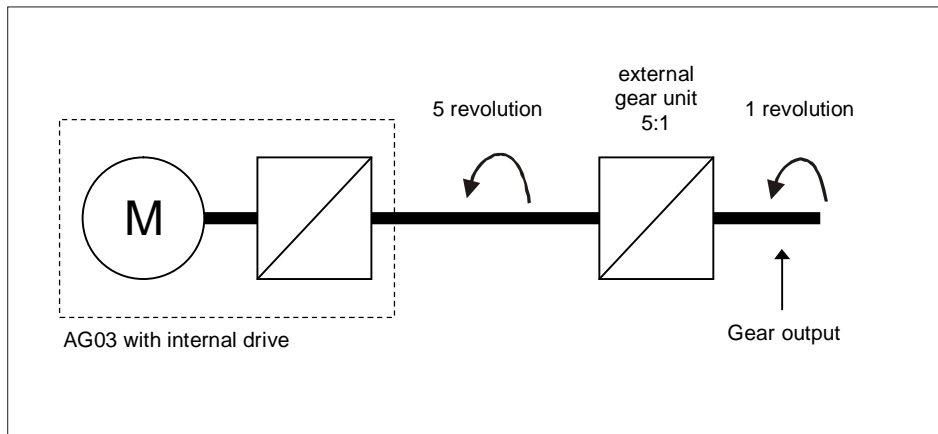 external
gear unit
5:1
5 revolution
1 revolution
M
AG03 with internal drive
Gear output